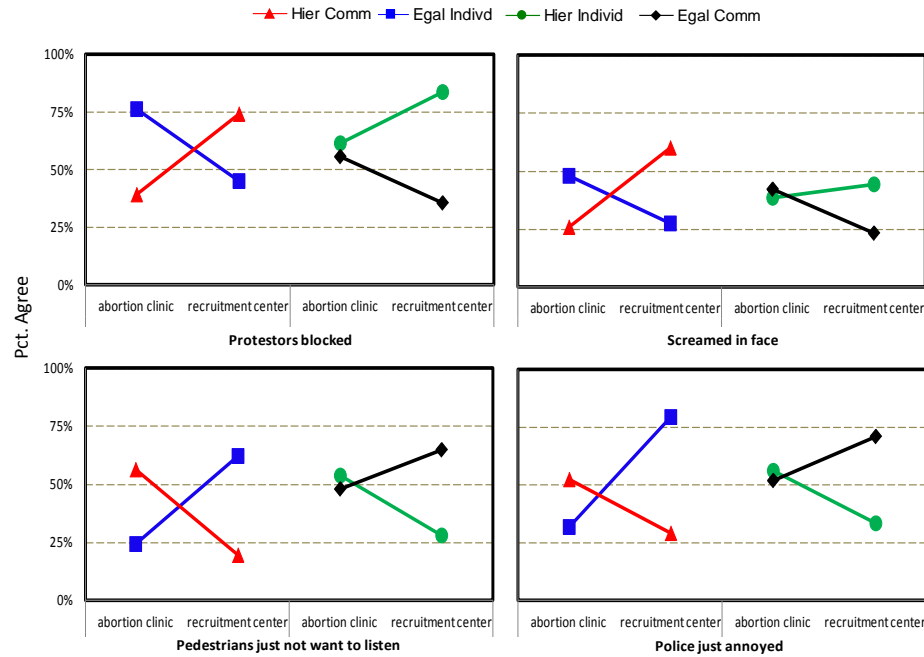 Hier Comm Egal Indivd Hier Individ Egal Comm
Pct. Agree
100%
75%
50%
25%
0%
abortion clinic recruitment center abortion clinic recruitment center
Protestors blocked
abortion clinic recruitment center abortion clinic recruitment center
Screamed in face
100%
75%
50%
25%
0%
abortion clinic recruitment center abortion clinic recruitment center
Pedestrians just not want to listen
abortion clinic recruitment center abortion clinic recruitment center
Police just annoyed